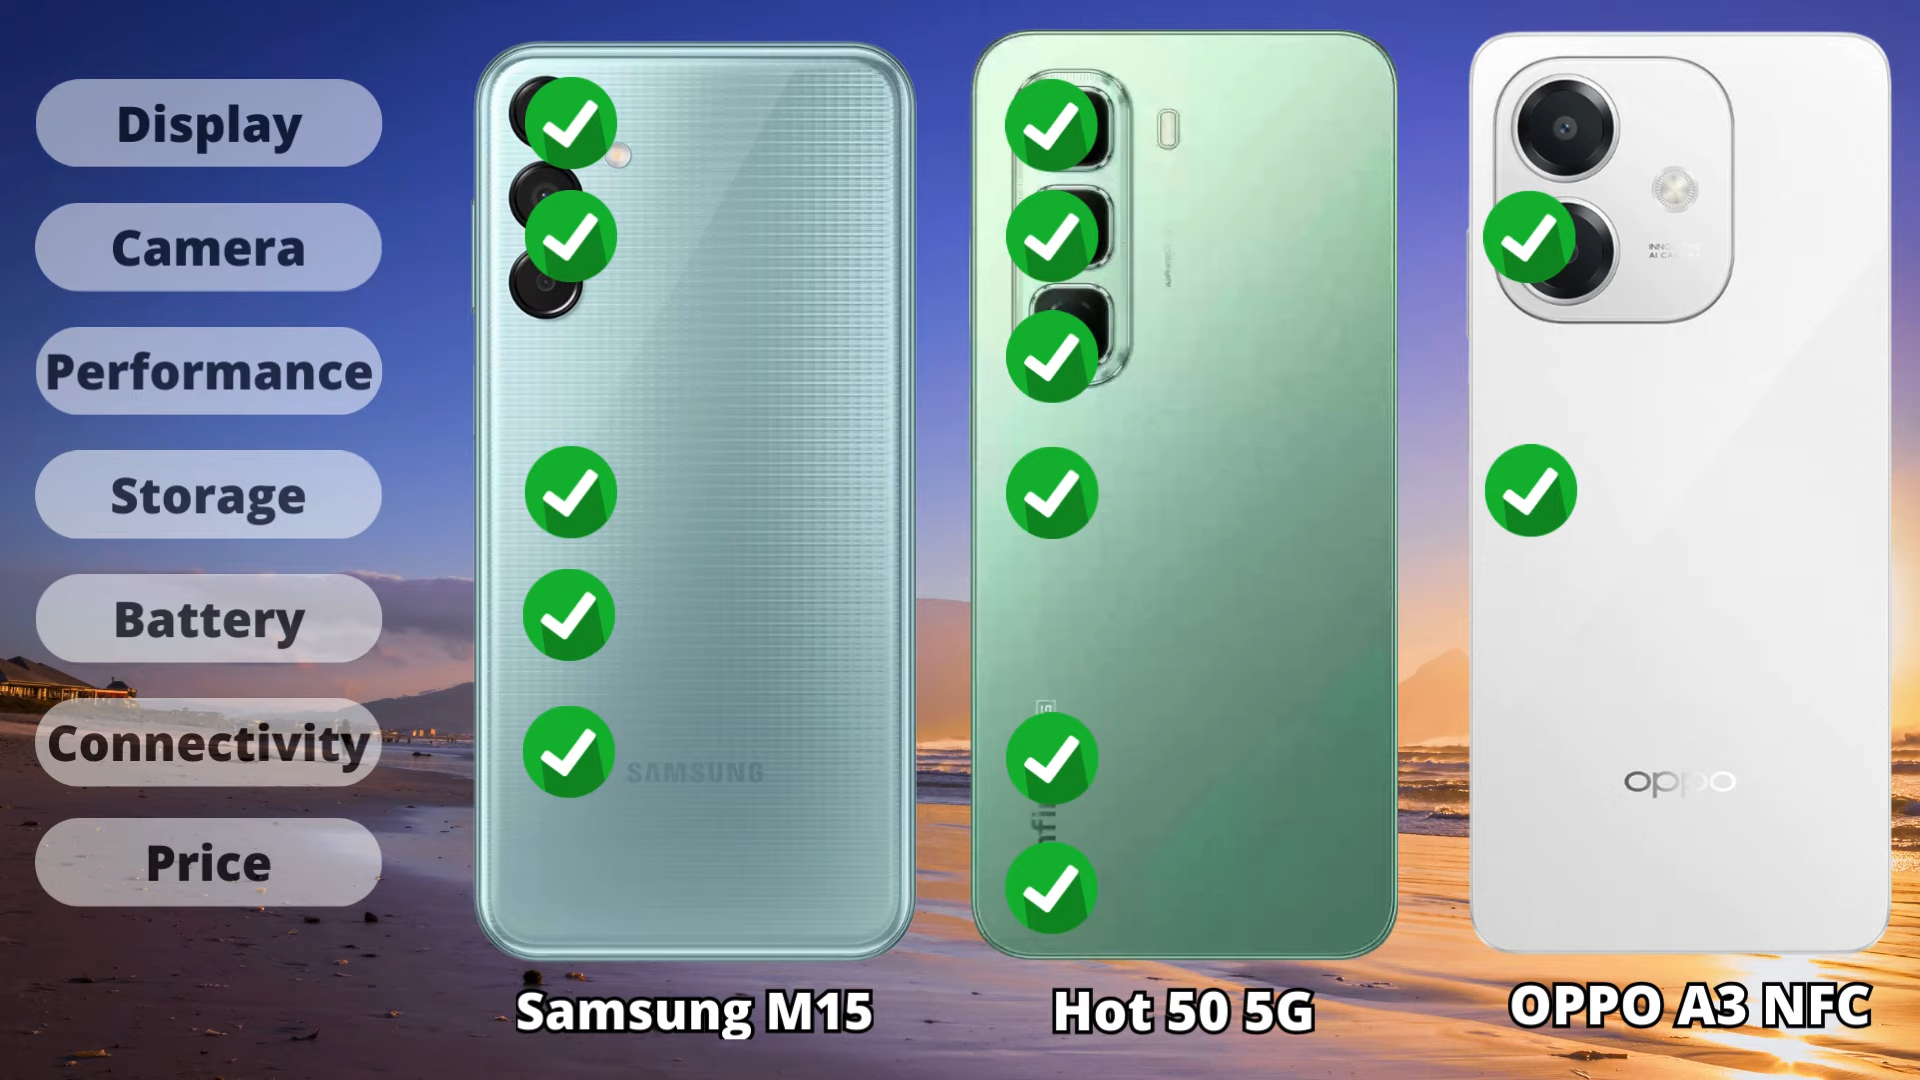 Display
Camera
Performance
Storage
Battery
Connectivity
Price
SAMSUNG
oppo
Samsung M15
Hot 50 5G
OPPO A3 NFC